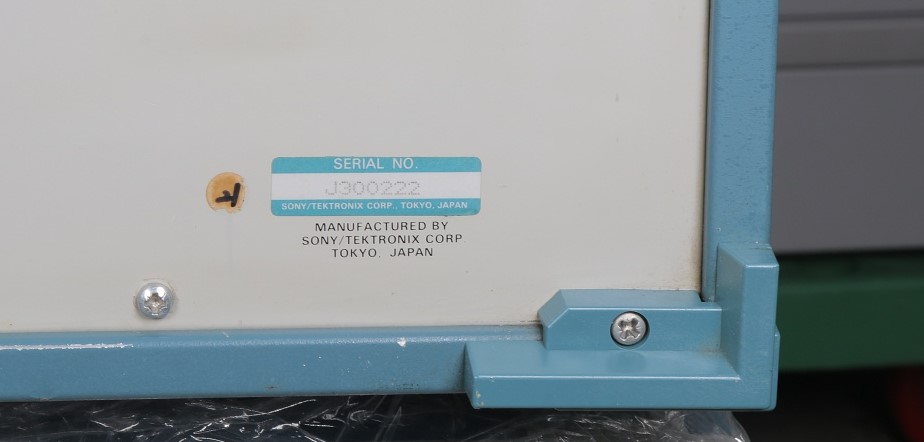 SERIAL NO.
J300222
SONY/TEKTRONIX CORP., TOKYO, JAPAN
MANUFACTURED BY
SONY/TEKTRONIX CORP
TOKYO, JAPAN